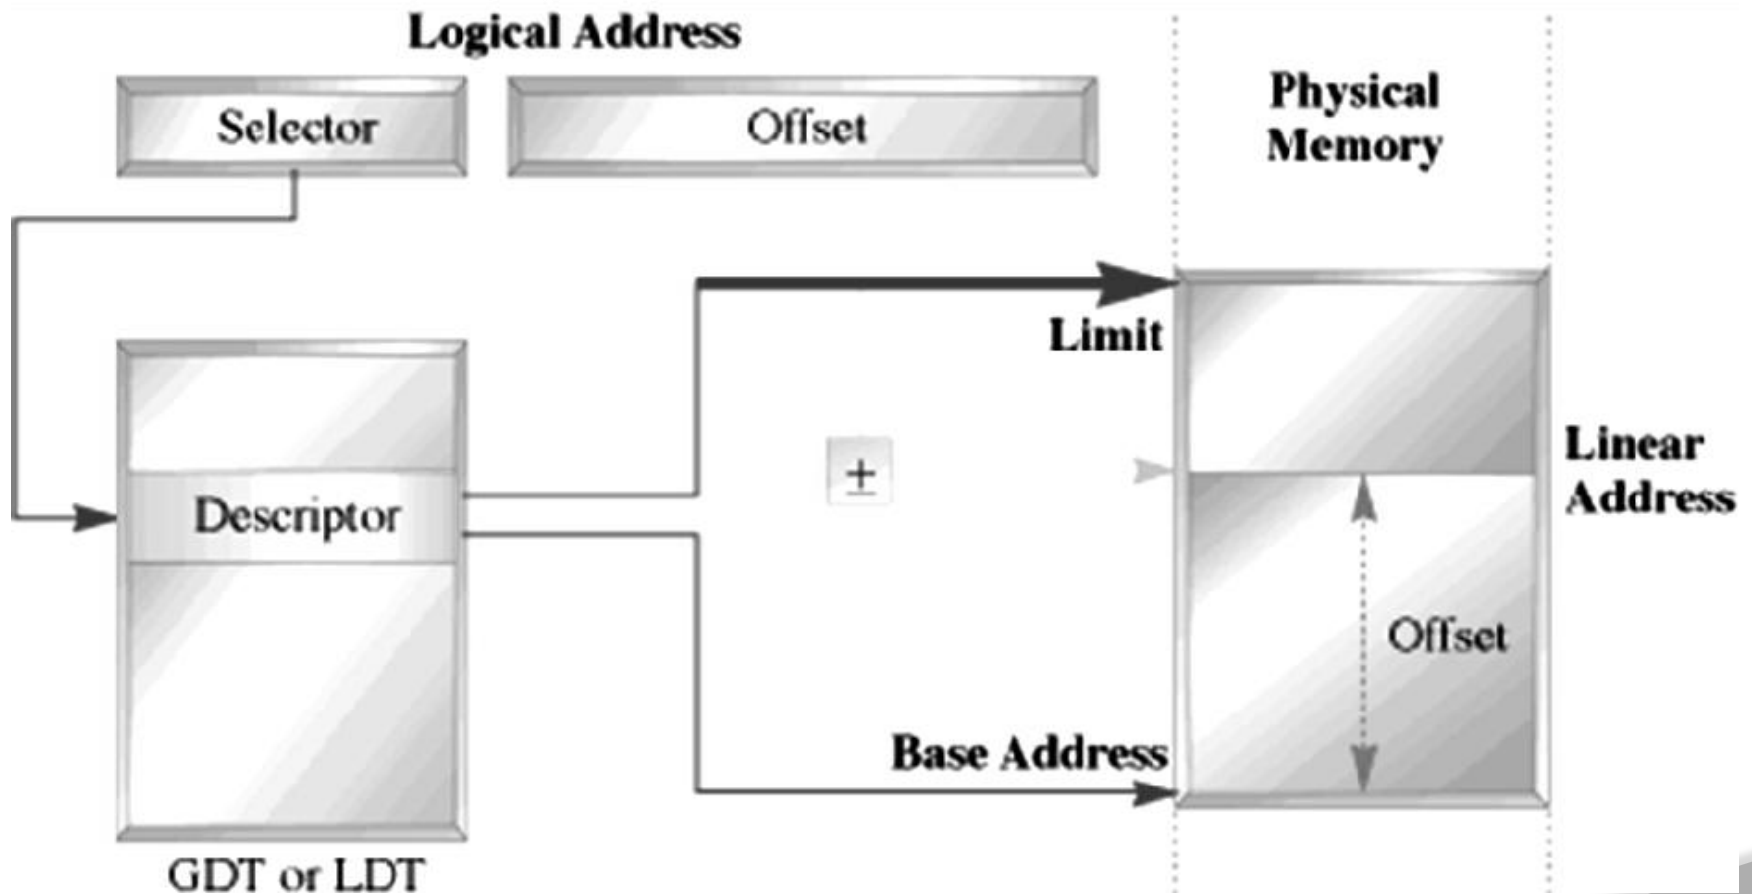 Logical Address
Selector
Offset
Physical
Memory
Limit
Linear
Address
+
Descriptor
Offset
Base Address
GDT or LDT